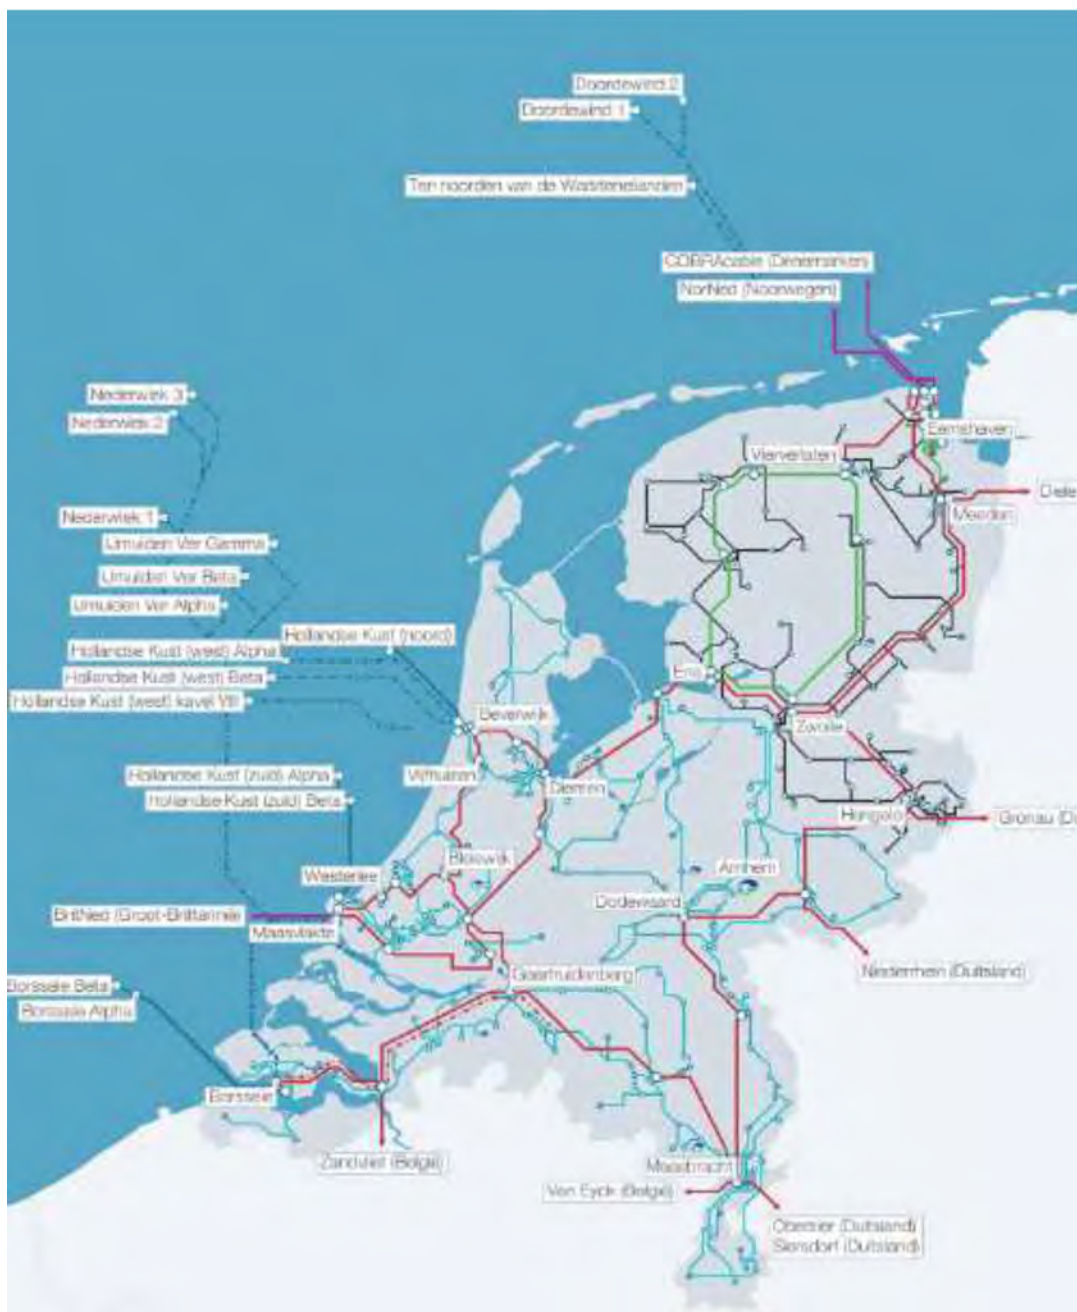 Doordewind 2
Doordewind 1
Ten noorden van de Waddeneilanden
COBRAcable (Denemarken)
NorNed (Noorwegen)
Nederwiek 3
Nederwiek 2
Eemshaven
Vierverlaten
Diele
Meeden
Nederwiek 1
IJmuiden Ver Gamma
IJmuiden Ver Beta
IJmuiden Ver Alpha
Hollandse Kust (noord)
Hollandse Kust (west) Alpha
Hollandse Kust (west) Beta
Hollandse Kust (west) kavel VII
Ens
Beverwijk
Zwolle
Vijfhuizen
Hollandse Kust (zuid) Alpha
Diemen
Hollandse Kust (zuid) Beta
Hengelo
Gronau (Du
Bleiswijk
Westerlee
Arnhem
Dodewaard
BritNed (Groot-Brittannië
Maasvlakte
Geertruidenberg
Niederrhein (Duitsland)
Borssele Beta
Borssele Alpha
Borssele
Zandvliet (België)
Maasbracht
Van Eyck (België)
Oberzier (Duitsland)
Siersdorf (Duitsland)